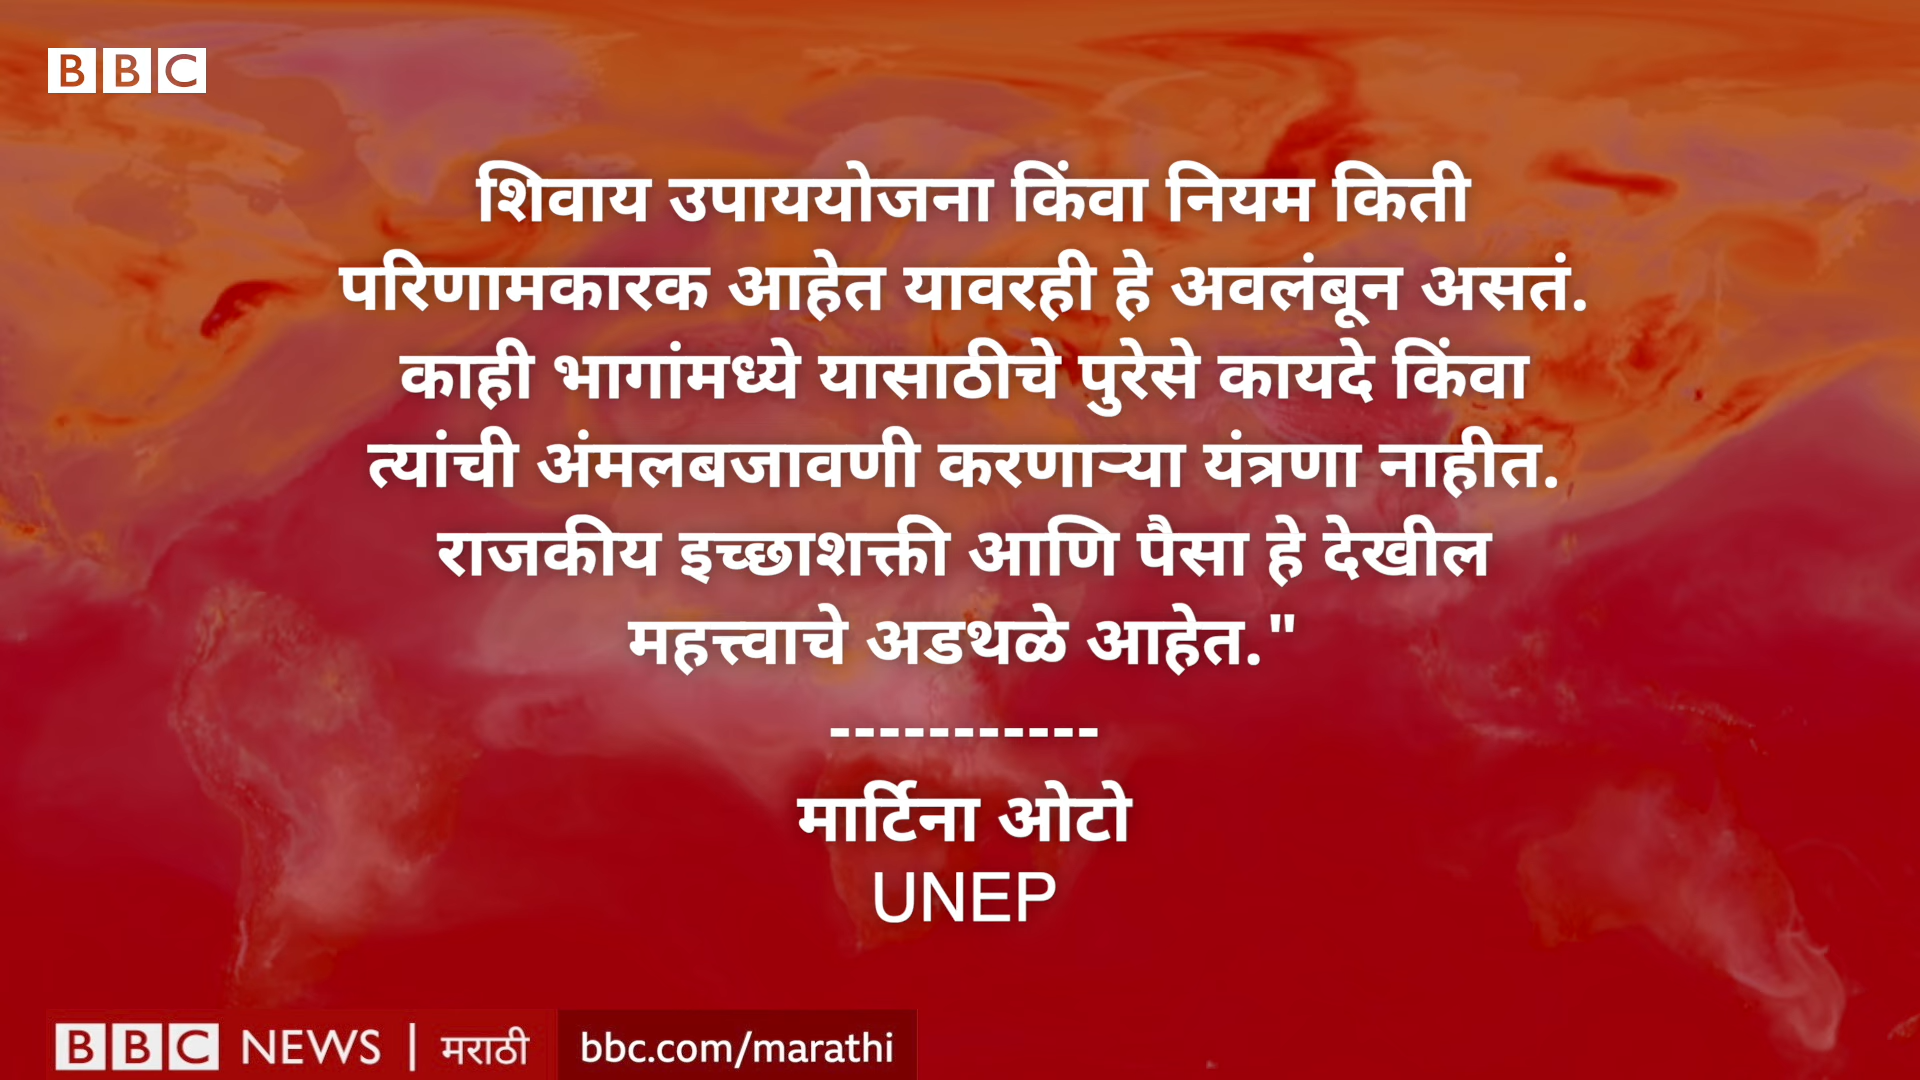 BBC
शिवाय उपाययोजना किंवा नियम किती
परिणामकारक आहेत यावरही हे अवलंबून असतं.
काही भागांमध्ये यासाठीचे पुरेसे कायदे किंवा
त्यांची अंमलबजावणी करणाऱ्या यंत्रणा नाहीत.
राजकीय इच्छाशक्ती आणि पैसा हे देखील
महत्त्वाचे अडथळे आहेत."
-----------
मार्टिना ओटो
UNEP
BBC NEWS | मराठी bbc.com/marathi